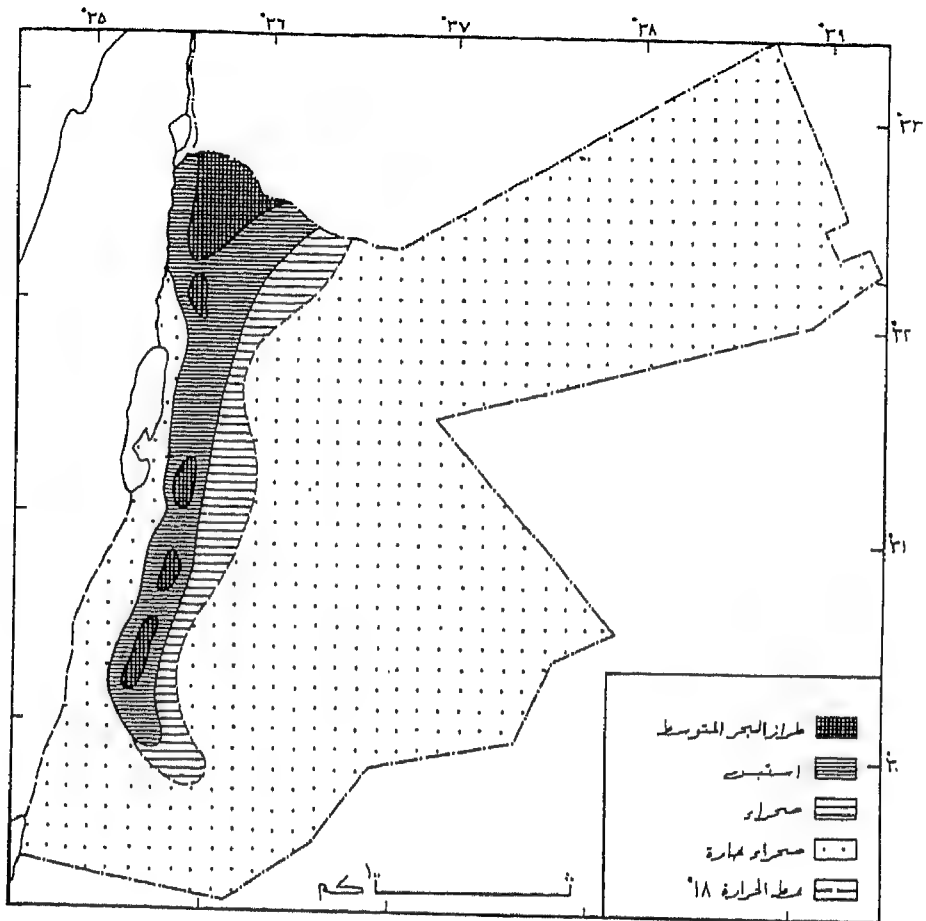 ٣٥° ٣٦° ٣٧° ٣٨° ٣٩°
٣٣°
٣٢°
٣١°
طراز البحر المتوسط
استبس
٣٠°
صحراء
صحراء حارة
خط الحرارة ١٨°
كم